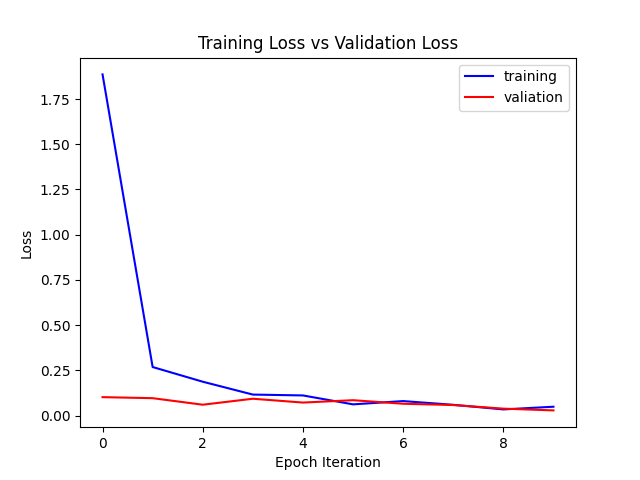 Training Loss vs Validation Loss
training
valiation
1.75
1.50
1.25
1.00
0.75
0.50
0.25
0.00
Loss
0 2 4 6 8
Epoch Iteration